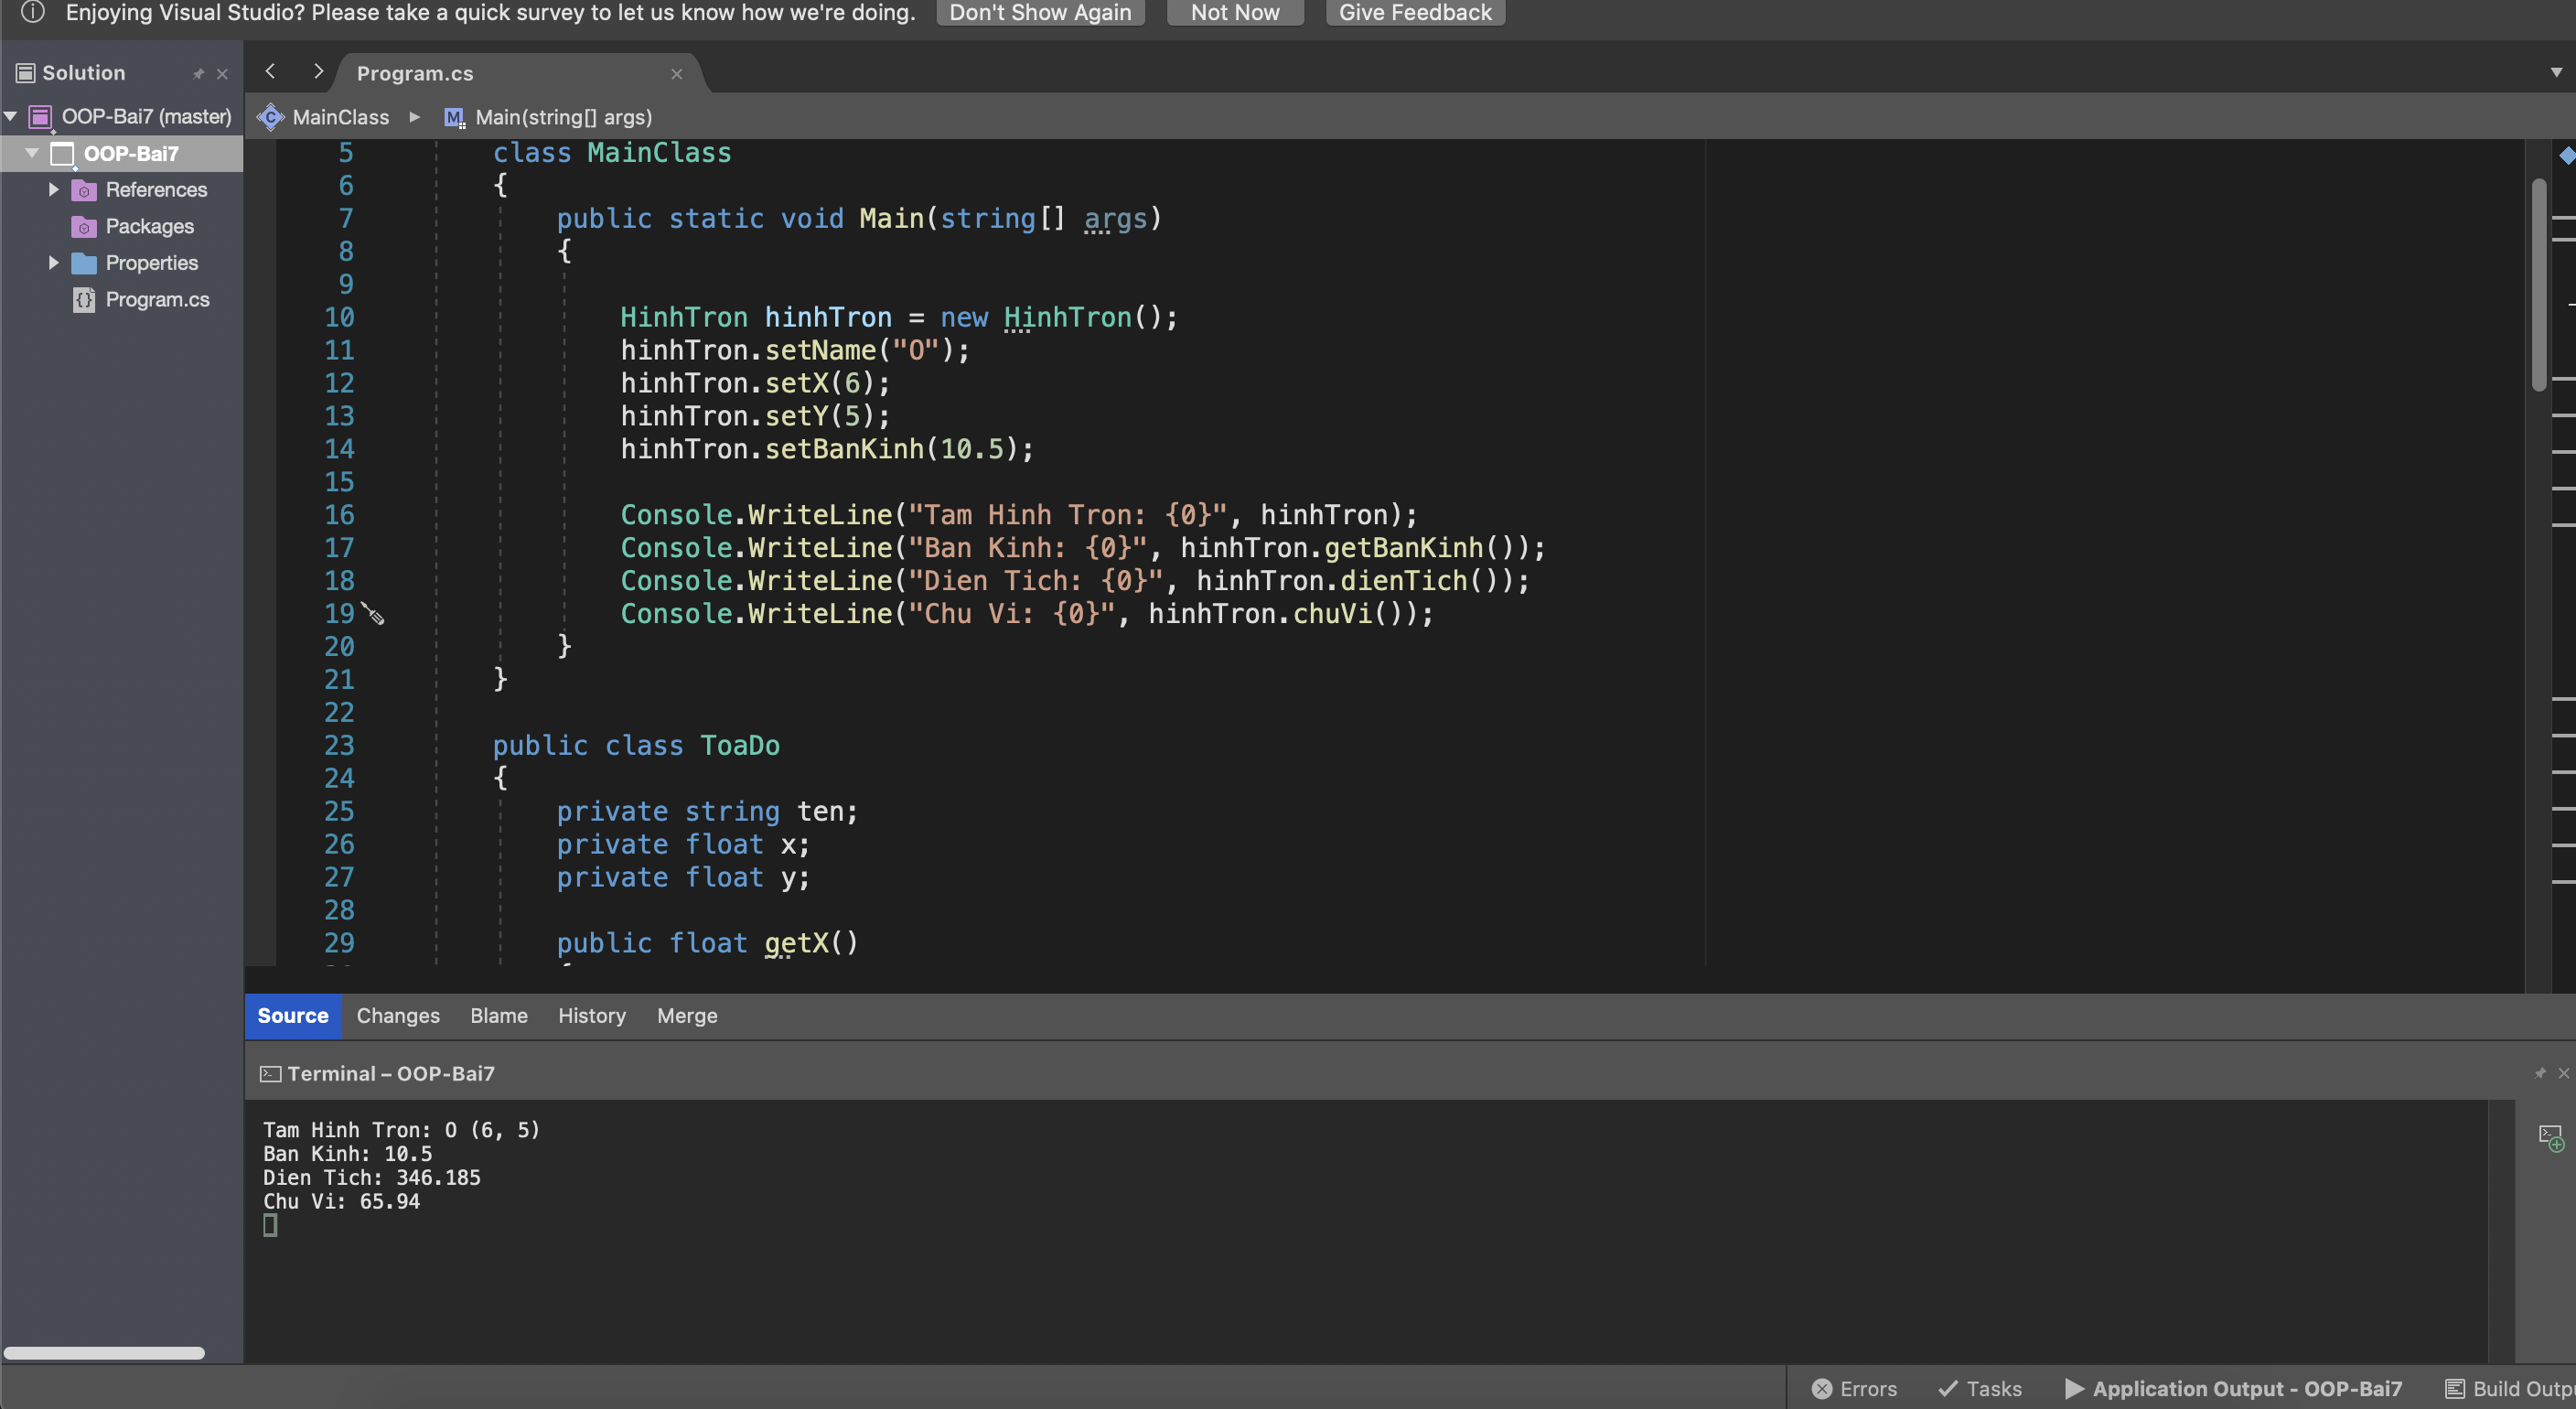 Enjoying Visual Studio? Please take a quick survey to let us know how we're doing. Don't Show Again Not Now Give Feedback
Solution
OOP-Bai7 (master)
OOP-Bai7
References
Packages
Properties
Program.cs
Program.cs
MainClass Main(string[] args)
5 class MainClass
6 {
7 public static void Main(string[] args)
8 {
9
10 HinhTron hinhTron = new HinhTron();
11 hinhTron.setName("O");
12 hinhTron.setX(6);
13 hinhTron.setY(5);
14 hinhTron.setBanKinh(10.5);
15
16 Console.WriteLine("Tam Hinh Tron: {0}", hinhTron);
17 Console.WriteLine("Ban Kinh: {0}", hinhTron.getBanKinh());
18 Console.WriteLine("Dien Tich: {0}", hinhTron.dienTich());
19 Console.WriteLine("Chu Vi: {0}", hinhTron.chuVi());
20 }
21 }
22
23 public class ToaDo
24 {
25 private string ten;
26 private float x;
27 private float y;
28
29 public float getX()
Source Changes Blame History Merge
Terminal – OOP-Bai7
Tam Hinh Tron: O (6, 5)
Ban Kinh: 10.5
Dien Tich: 346.185
Chu Vi: 65.94
Errors Tasks Application Output - OOP-Bai7 Build Outp